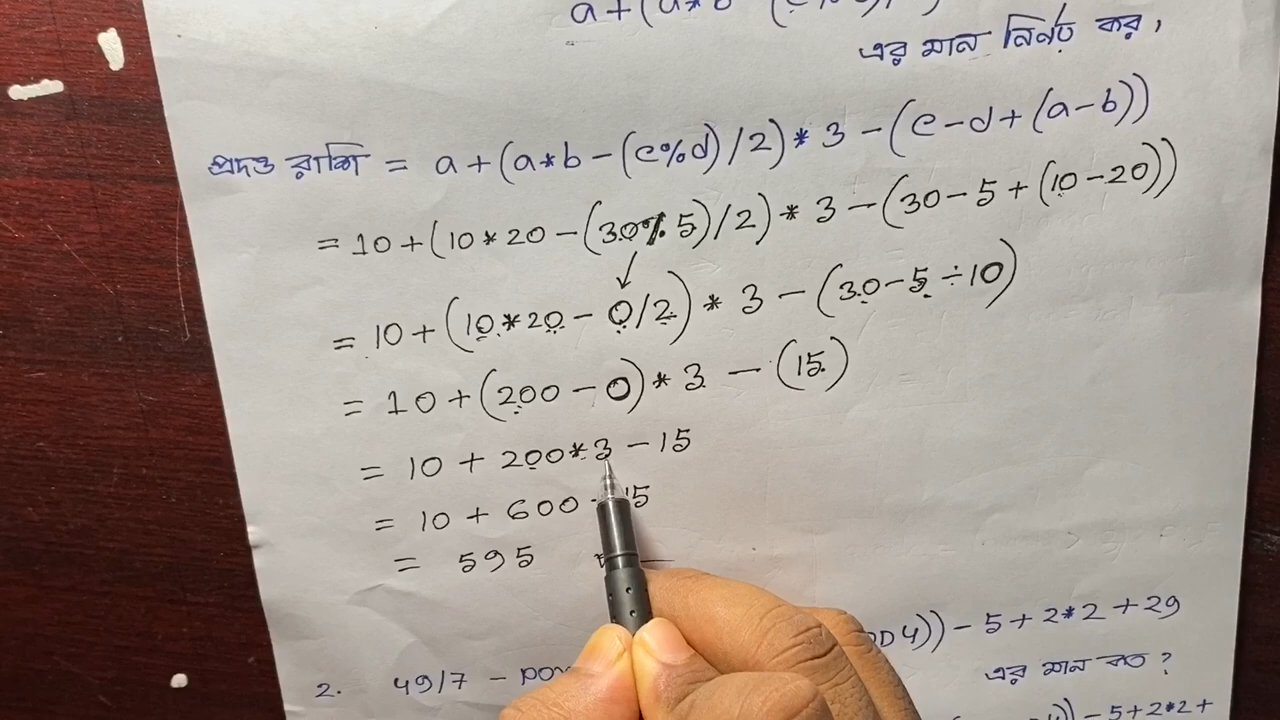 a+(a*b
এর মান নির্ণয় কর,
প্রদত্ত রাশি = a+(a*b-(c%d)/2)*3-(c-d+(a-b))
=10+(10*20-(30%5)/2)*3-(30-5+(10-20))
=10+(10*20-0/2)*3-(30-5÷10)
=10+(200-0)*3-(15)
=10+200*3-15
=10+600-15
=595
2. 49/7 - pow 4))-5+2*2+29
এর মান কত?
-5+2*2+